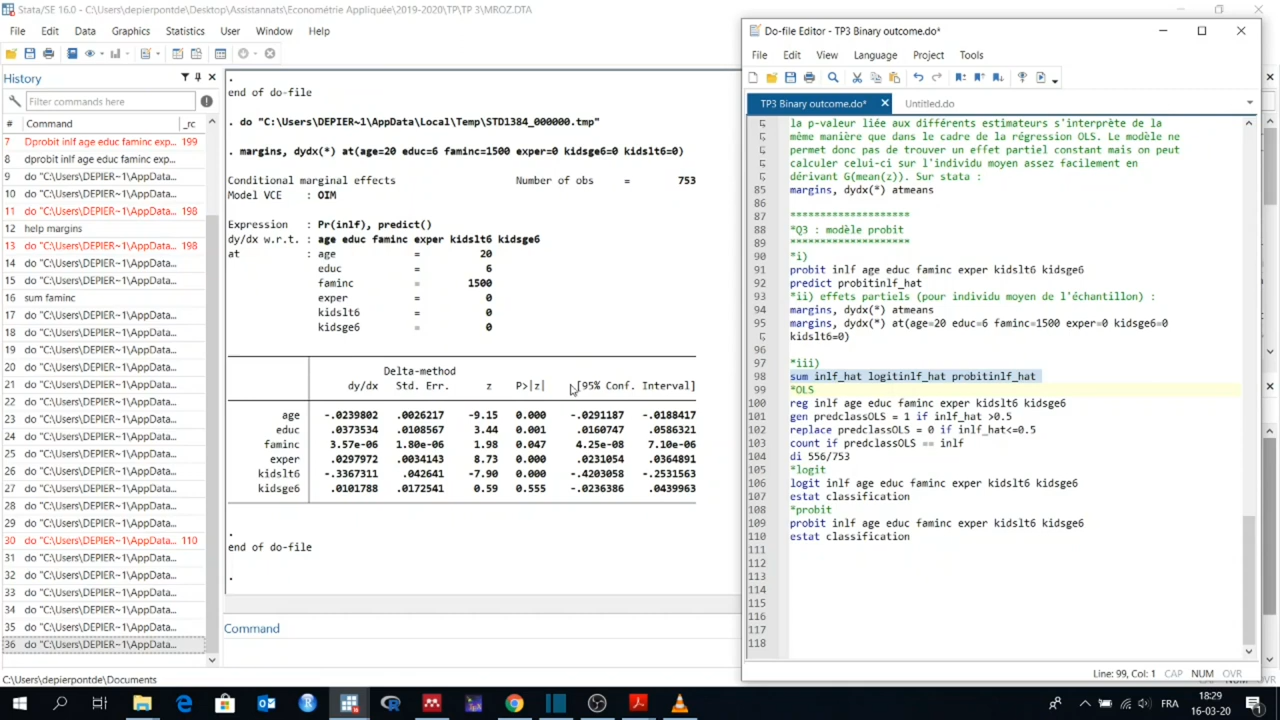 Stata/SE 16.0 - C:\Users\depierpontde\Desktop\Assistannats\Économétrie Appliquée\2019-2020\TP\TP 3\MROZ.DTA
File Edit Data Graphics Statistics User Window Help
History
Filter commands here
# Command _rc
7 Dprobit inlf age educ faminc exp... 199
8 dprobit inlf age educ faminc exp...
9 do "C:\Users\DEPIER~1\AppData...
10 do "C:\Users\DEPIER~1\AppData...
11 do "C:\Users\DEPIER~1\AppData... 198
12 help margins
13 do "C:\Users\DEPIER~1\AppData... 198
14 do "C:\Users\DEPIER~1\AppData...
15 do "C:\Users\DEPIER~1\AppData...
16 sum faminc
17 do "C:\Users\DEPIER~1\AppData...
18 do "C:\Users\DEPIER~1\AppData...
19 do "C:\Users\DEPIER~1\AppData...
20 do "C:\Users\DEPIER~1\AppData...
21 do "C:\Users\DEPIER~1\AppData...
22 do "C:\Users\DEPIER~1\AppData...
23 do "C:\Users\DEPIER~1\AppData...
24 do "C:\Users\DEPIER~1\AppData...
25 do "C:\Users\DEPIER~1\AppData...
26 do "C:\Users\DEPIER~1\AppData...
27 do "C:\Users\DEPIER~1\AppData...
28 do "C:\Users\DEPIER~1\AppData...
29 do "C:\Users\DEPIER~1\AppData...
30 do "C:\Users\DEPIER~1\AppData... 110
31 do "C:\Users\DEPIER~1\AppData...
32 do "C:\Users\DEPIER~1\AppData...
33 do "C:\Users\DEPIER~1\AppData...
34 do "C:\Users\DEPIER~1\AppData...
35 do "C:\Users\DEPIER~1\AppData...
36 do "C:\Users\DEPIER~1\AppData...
C:\Users\depierpontde\Documents
.
end of do-file
. do "C:\Users\DEPIER~1\AppData\Local\Temp\STD1384_000000.tmp"
. margins, dydx(*) at(age=20 educ=6 faminc=1500 exper=0 kidsge6=0 kidslt6=0)
Conditional marginal effects Number of obs = 753
Model VCE : OIM
Expression : Pr(inlf), predict()
dy/dx w.r.t. : age educ faminc exper kidslt6 kidsge6
at : age = 20
educ = 6
faminc = 1500
exper = 0
kidslt6 = 0
kidsge6 = 0
Delta-method
dy/dx Std. Err. z P>|z| [95% Conf. Interval]
age -.0239802 .0026217 -9.15 0.000 -.0291187 -.0188417
educ .0373534 .0108567 3.44 0.001 .0160747 .0586321
faminc 3.57e-06 1.80e-06 1.98 0.047 4.25e-08 7.10e-06
exper .0297972 .0034143 8.73 0.000 .0231054 .0364891
kidslt6 -.3367311 .042641 -7.90 0.000 -.4203058 -.2531563
kidsge6 .0101788 .0172541 0.59 0.555 -.0236386 .0439963
.
end of do-file
.
Command
Do-file Editor - TP3 Binary outcome.do*
File Edit View Language Project Tools
TP3 Binary outcome.do* Untitled.do
la p-valeur liée aux différents estimateurs s'interprète de la
même manière que dans le cadre de la régression OLS. Le modèle ne
permet donc pas de trouver un effet partiel constant mais on peut
calculer celui-ci sur l'individu moyen assez facilement en
dérivant G(mean(z)). Sur stata :
85 margins, dydx(*) atmeans
86
87 ********************
88 *Q3 : modèle probit
89 ********************
90 *i)
91 probit inlf age educ faminc exper kidslt6 kidsge6
92 predict probitinlf_hat
93 *ii) effets partiels (pour individu moyen de l'échantillon) :
94 margins, dydx(*) atmeans
95 margins, dydx(*) at(age=20 educ=6 faminc=1500 exper=0 kidsge6=0
kidslt6=0)
96
97 *iii)
98 sum inlf_hat logitinlf_hat probitinlf_hat
99 *OLS
100 reg inlf age educ faminc exper kidslt6 kidsge6
101 gen predclassOLS = 1 if inlf_hat >0.5
102 replace predclassOLS = 0 if inlf_hat<=0.5
103 count if predclassOLS == inlf
104 di 556/753
105 *logit
106 logit inlf age educ faminc exper kidslt6 kidsge6
107 estat classification
108 *probit
109 probit inlf age educ faminc exper kidslt6 kidsge6
110 estat classification
111
112
113
114
115
116
117
118
Line: 99, Col: 1 CAP NUM OVR
FRA
18:29
16-03-20